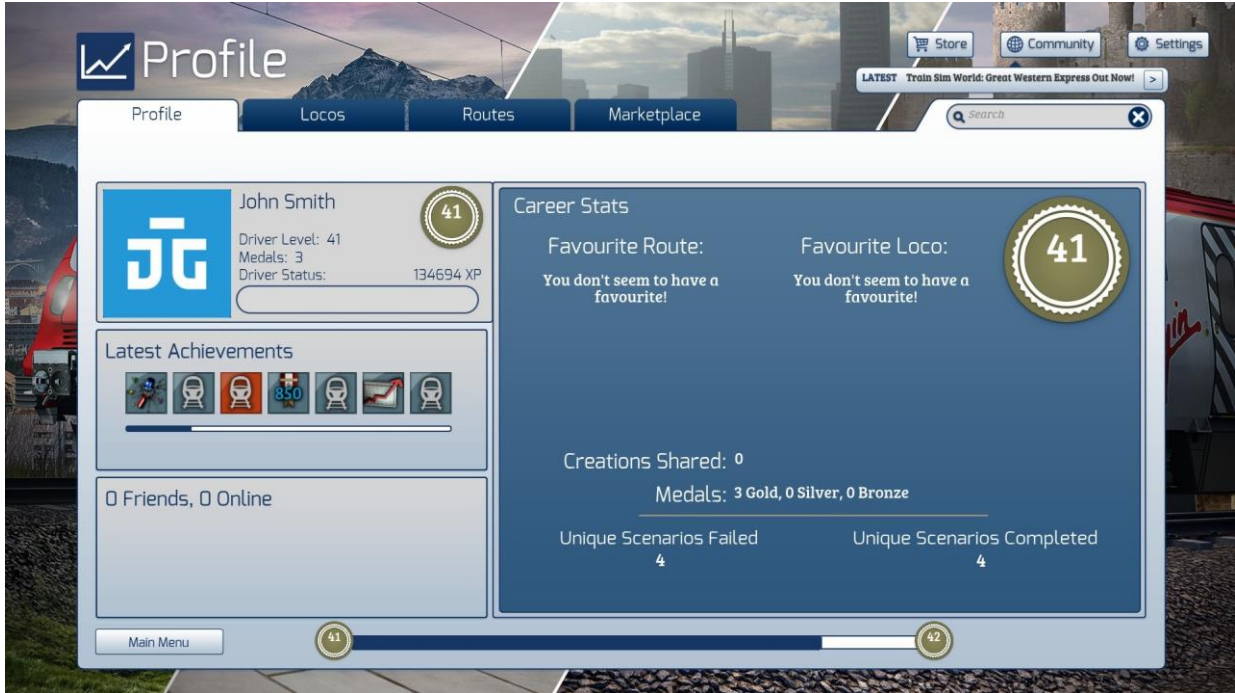 Profile
Store
Community
Settings
LATEST Train Sim World: Great Western Express Out Now! >
Profile
Locos
Routes
Marketplace
Search
John Smith
41
Driver Level: 41
Medals: 3
Driver Status: 134694 XP
Latest Achievements
850
0 Friends, 0 Online
Career Stats
41
Favourite Route:
You don't seem to have a
favourite!
Favourite Loco:
You don't seem to have a
favourite!
Creations Shared: 0
Medals: 3 Gold, 0 Silver, 0 Bronze
Unique Scenarios Failed
4
Unique Scenarios Completed
4
Main Menu
41
42